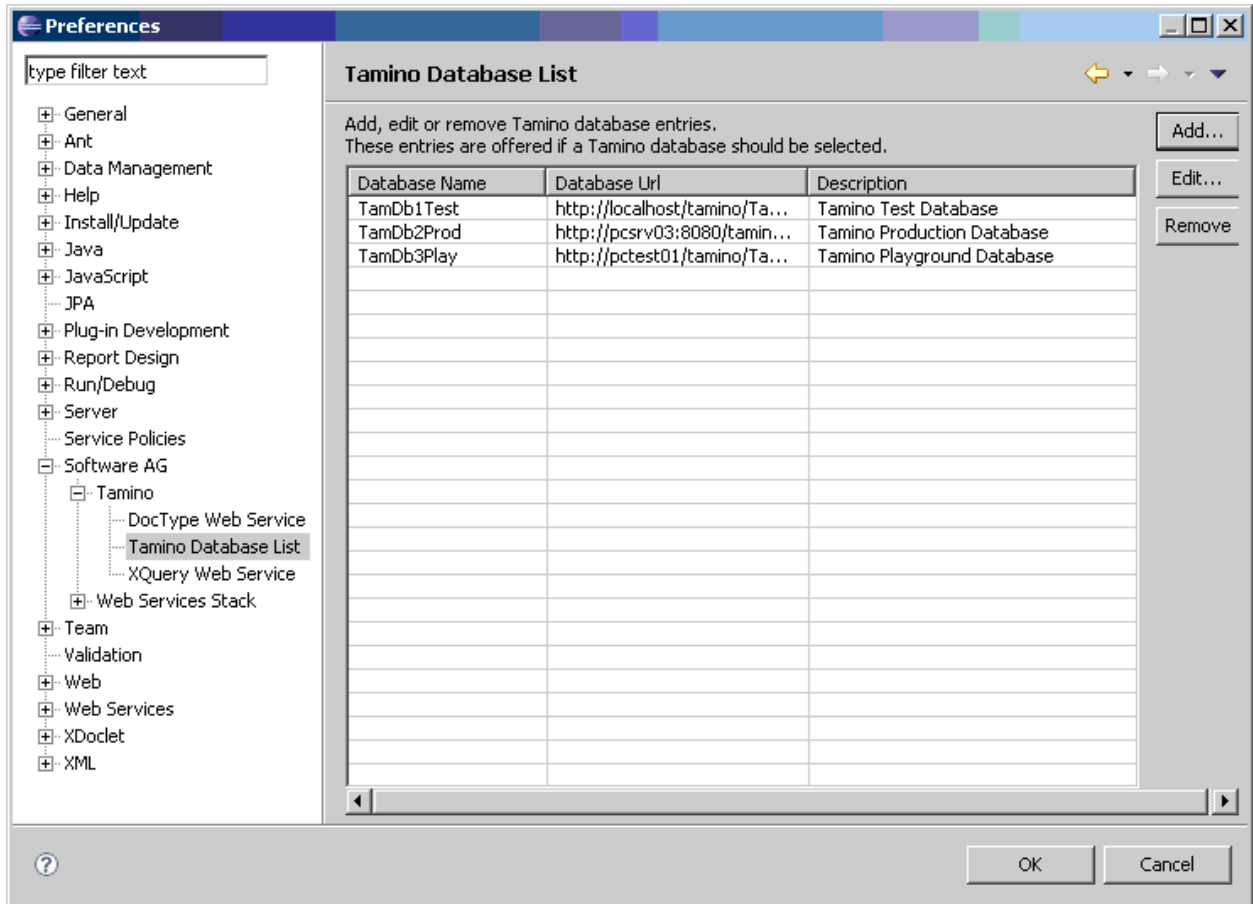 Preferences
type filter text
General
Ant
Data Management
Help
Install/Update
Java
JavaScript
JPA
Plug-in Development
Report Design
Run/Debug
Server
Service Policies
Software AG
Tamino
DocType Web Service
Tamino Database List
XQuery Web Service
Web Services Stack
Team
Validation
Web
Web Services
XDoclet
XML
Tamino Database List
Add, edit or remove Tamino database entries.
These entries are offered if a Tamino database should be selected.
Database Name Database Url Description
TamDb1Test http://localhost/tamino/Ta... Tamino Test Database
TamDb2Prod http://pcsrv03:8080/tamin... Tamino Production Database
TamDb3Play http://pctest01/tamino/Ta... Tamino Playground Database
Add...
Edit...
Remove
OK Cancel